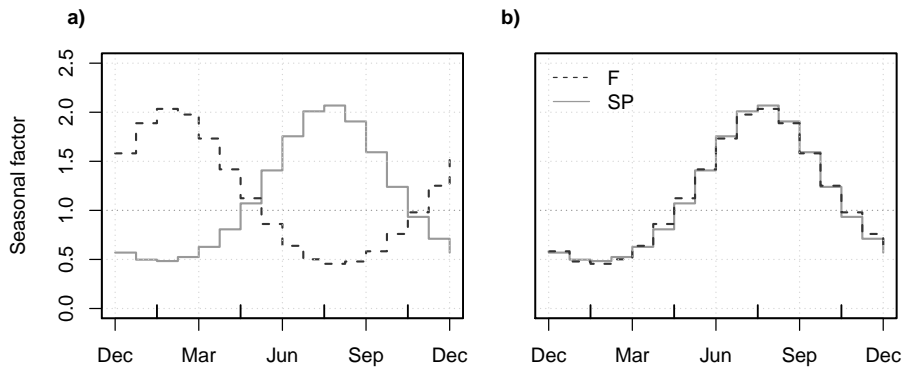 a)
b)
Seasonal factor
2.5
2.0
1.5
1.0
0.5
0.0
Dec Mar Jun Sep Dec
F
SP
Dec Mar Jun Sep Dec